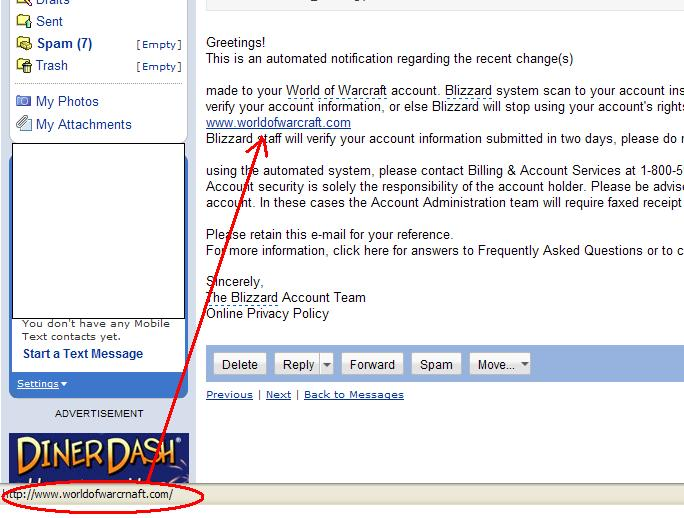 Drafts
Sent
Spam (7) [Empty]
Trash [Empty]
My Photos
My Attachments
You don't have any Mobile
Text contacts yet.
Start a Text Message
Settings
ADVERTISEMENT
DINER DASH
Greetings!
This is an automated notification regarding the recent change(s)
made to your World of Warcraft account. Blizzard system scan to your account ins
verify your account information, or else Blizzard will stop using your account's rights
www.worldofwarcraft.com
Blizzard staff will verify your account information submitted in two days, please do
using the automated system, please contact Billing & Account Services at 1-800-5
Account security is solely the responsibility of the account holder. Please be advise
account. In these cases the Account Administration team will require faxed receipt
Please retain this e-mail for your reference.
For more information, click here for answers to Frequently Asked Questions or to c
Sincerely,
The Blizzard Account Team
Online Privacy Policy
Delete Reply Forward Spam Move...
Previous | Next | Back to Messages
http://www.worldofwarcrnaft.com/